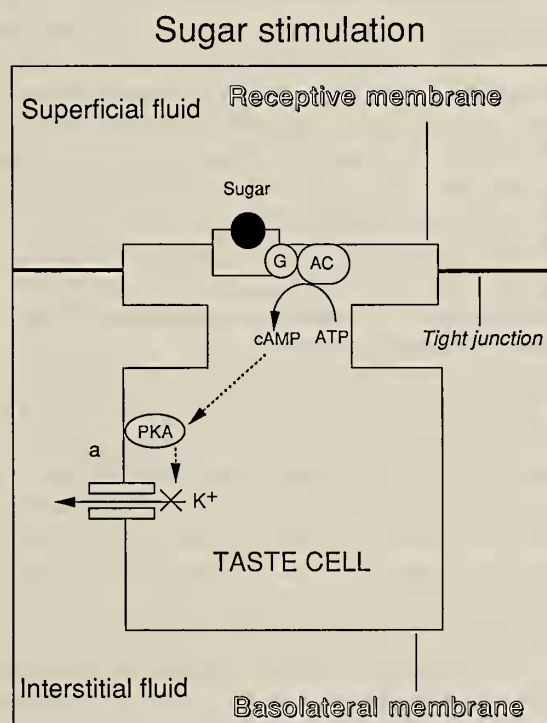 Sugar stimulation
Superficial fluid
Receptive membrane
Sugar
G
AC
cAMP
ATP
Tight junction
PKA
a
K+
TASTE CELL
Interstitial fluid
Basolateral membrane